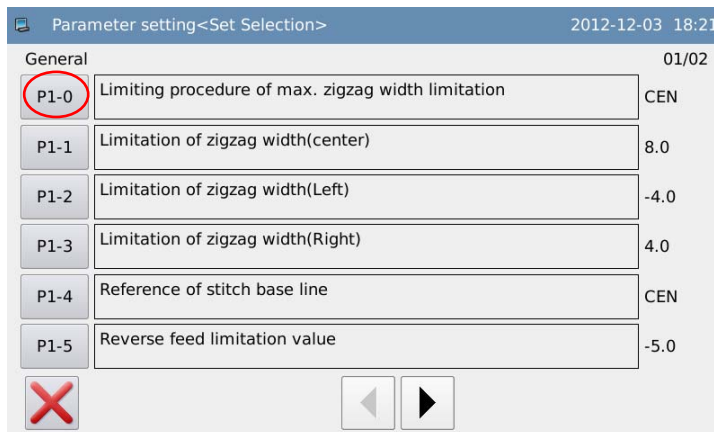 Parameter setting<Set Selection> 2012-12-03 18:21
General 01/02
P1-0 Limiting procedure of max. zigzag width limitation CEN
P1-1 Limitation of zigzag width(center) 8.0
P1-2 Limitation of zigzag width(Left) -4.0
P1-3 Limitation of zigzag width(Right) 4.0
P1-4 Reference of stitch base line CEN
P1-5 Reverse feed limitation value -5.0